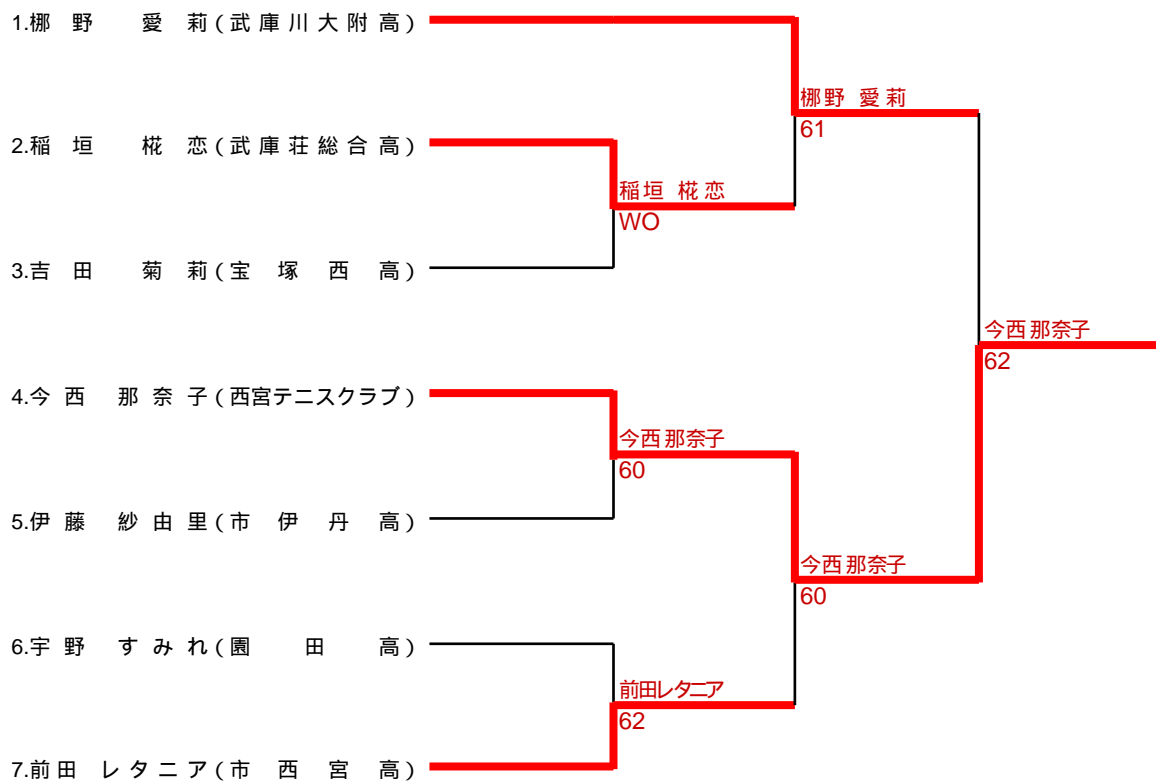 1.梛野 愛莉(武庫川大附高)
梛野 愛莉
61
2.稲垣 椛恋(武庫荘総合高)
稲垣 椛恋
WO
3.吉田 菊莉(宝塚西高)
今西 那奈子
62
4.今西 那奈子(西宮テニスクラブ)
今西 那奈子
60
5.伊藤 紗由里(市伊丹高)
今西 那奈子
60
6.宇野 すみれ(園田高)
前田レタニア
62
7.前田 レタニア(市西宮高)